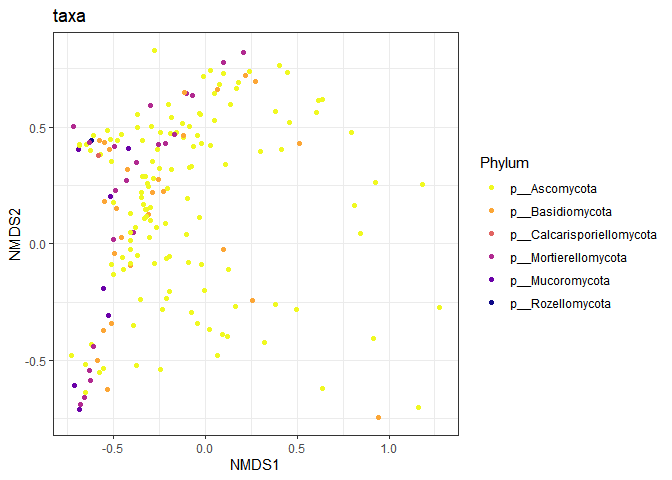 taxa
NMDS2
0.5
0.0
-0.5
-0.5
0.0
0.5
1.0
NMDS1
Phylum
p__Ascomycota
p__Basidiomycota
p__Calcarisporiellomycota
p__Mortierellomycota
p__Mucoromycota
p__Rozellomycota